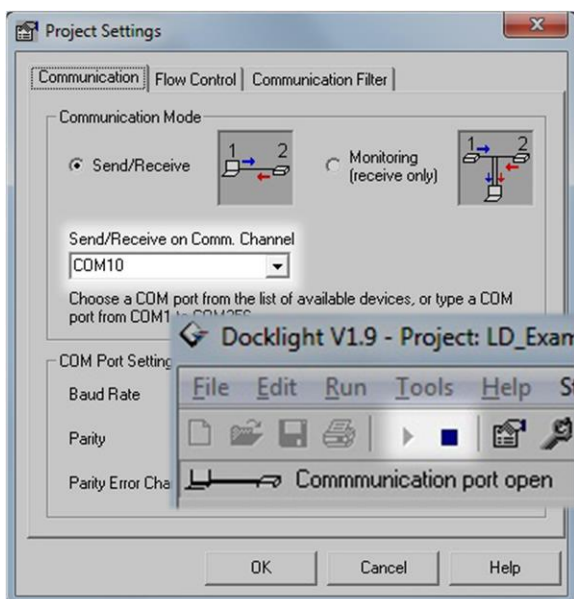 Project Settings
Communication Flow Control Communication Filter
Communication Mode
Send/Receive
1 2
Monitoring
(receive only)
1 2
Send/Receive on Comm. Channel
COM10
Choose a COM port from the list of available devices, or type a COM
port from COM1 to COM256
COM Port Setting
Baud Rate
Parity
Parity Error Cha
Docklight V1.9 - Project: LD_Exam
File Edit Run Tools Help S
Commmunication port open
OK Cancel Help